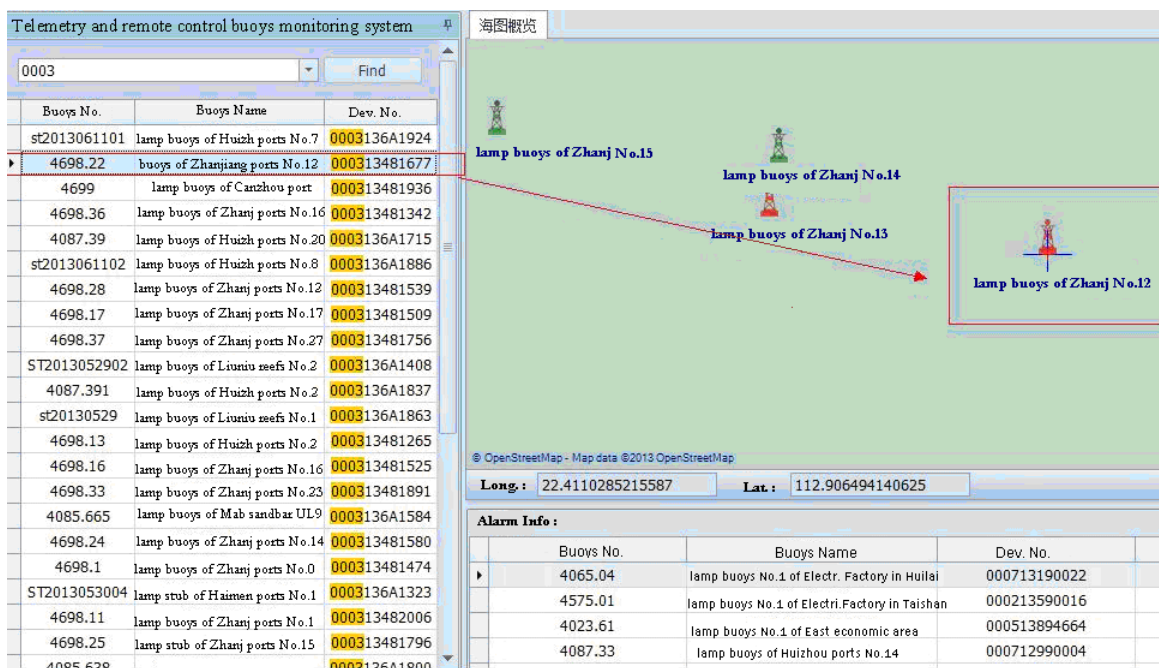 Telemetry and remote control buoys monitoring system
0003 Find
Buoys No. Buoys Name Dev. No.
st2013061101 lamp buoys of Huizh ports No.7 0003136A1924
4698.22 buoys of Zhanjiang ports No.12 000313481677
4699 lamp buoys of Canzhou port 000313481936
4698.36 lamp buoys of Zhanj ports No.16 000313481342
4087.39 lamp buoys of Huizh ports No.20 0003136A1715
st2013061102 lamp buoys of Huizh ports No.8 0003136A1886
4698.28 lamp buoys of Zhanj ports No.12 000313481539
4698.17 lamp buoys of Zhanj ports No.17 000313481509
4698.37 lamp buoys of Zhanj ports No.27 000313481756
ST2013052902 lamp buoys of Liuniu reefs No.2 0003136A1408
4087.391 lamp buoys of Huizh ports No.2 0003136A1837
st20130529 lamp buoys of Liuniu reefs No.1 0003136A1863
4698.13 lamp buoys of Huizh ports No.2 000313481265
4698.16 lamp buoys of Zhanj ports No.16 000313481525
4698.33 lamp buoys of Zhanj ports No.23 000313481891
4085.665 lamp buoys of Mab sandbar UL9 0003136A1584
4698.24 lamp buoys of Zhanj ports No.14 000313481580
4698.1 lamp buoys of Zhanj ports No.0 000313481474
ST2013053004 lamp stub of Haimen ports No.1 0003136A1323
4698.11 lamp buoys of Zhanj ports No.1 000313482006
4698.25 lamp stub of Zhanj ports No.15 000313481796
海图概览
lamp buoys of Zhanj No.15
lamp buoys of Zhanj No.14
lamp buoys of Zhanj No.13
lamp buoys of Zhanj No.12
© OpenStreetMap - Map data ©2013 OpenStreetMap
Long.: 22.4110285215587 Lat.: 112.906494140625
Alarm Info:
Buoys No. Buoys Name Dev. No.
4065.04 lamp buoys No.1 of Electr. Factory in Huilai 000713190022
4575.01 lamp buoys No.1 of Electri.Factory in Taishan 000213590016
4023.61 lamp buoys No.1 of East economic area 000513894664
4087.33 lamp buoys of Huizhou ports No.14 000712990004